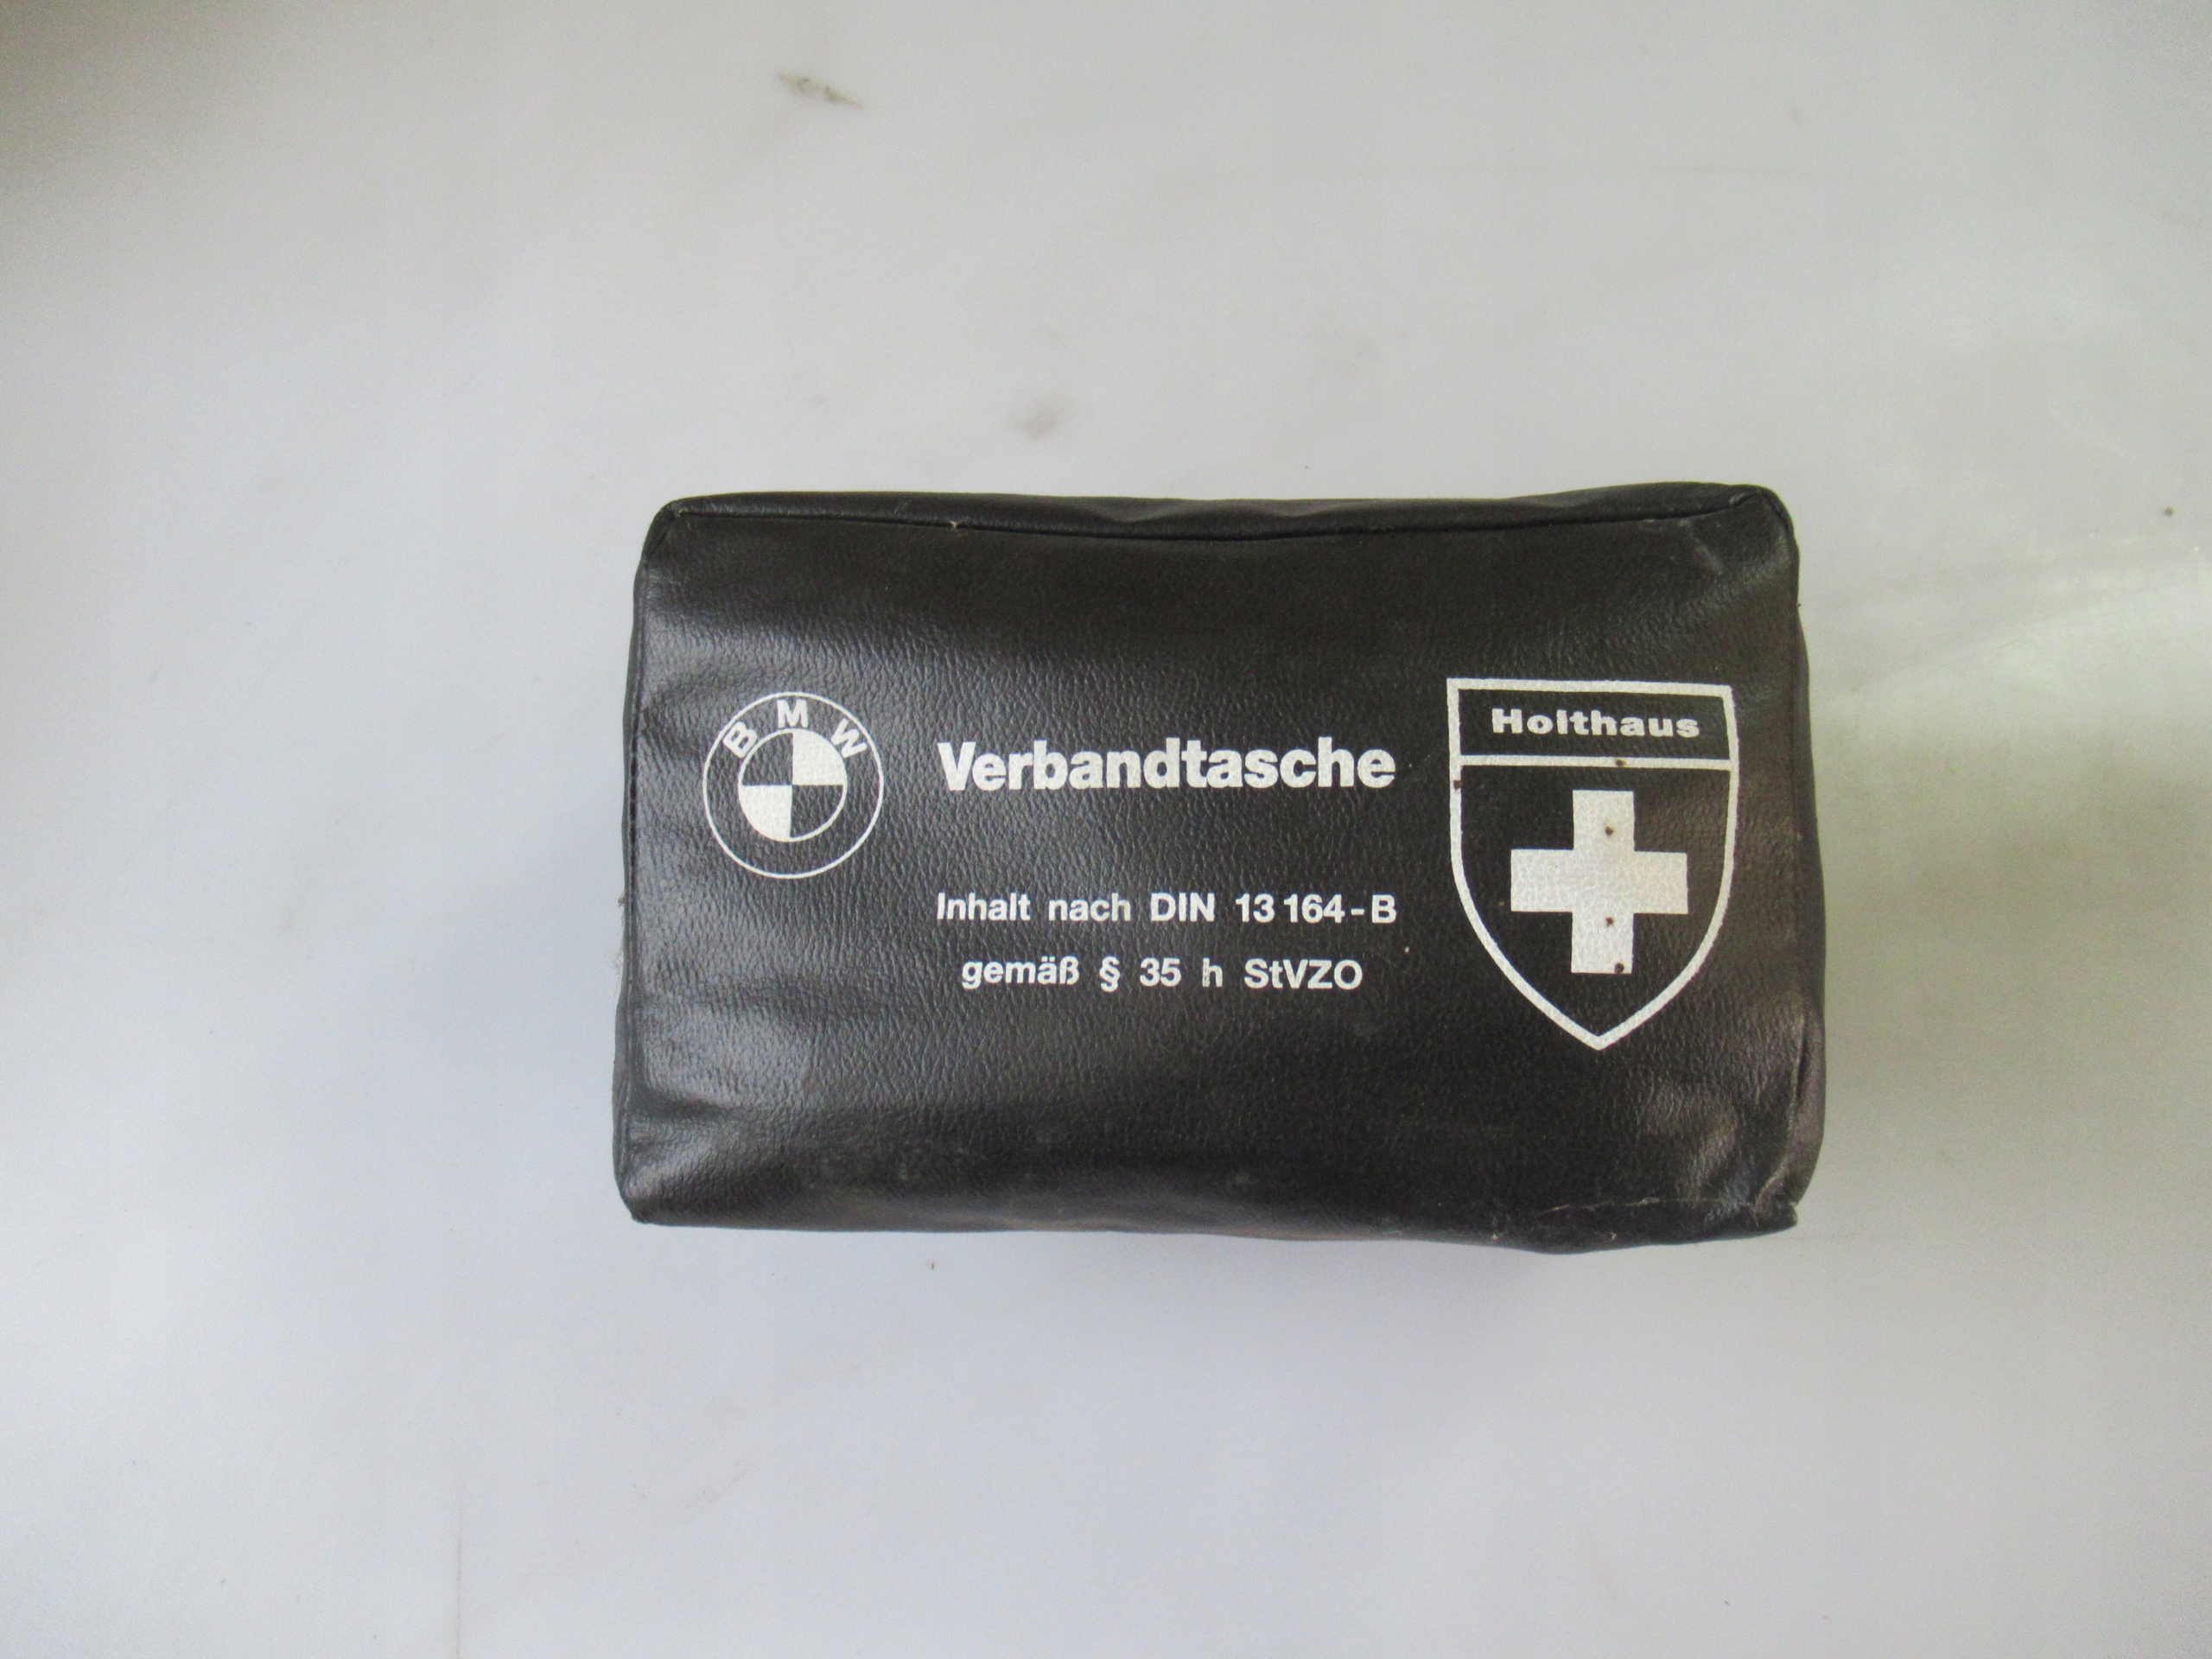 BMW
Verbandtasche
Holthaus
Inhalt nach DIN 13164-B
gemäß § 35 h StVZO